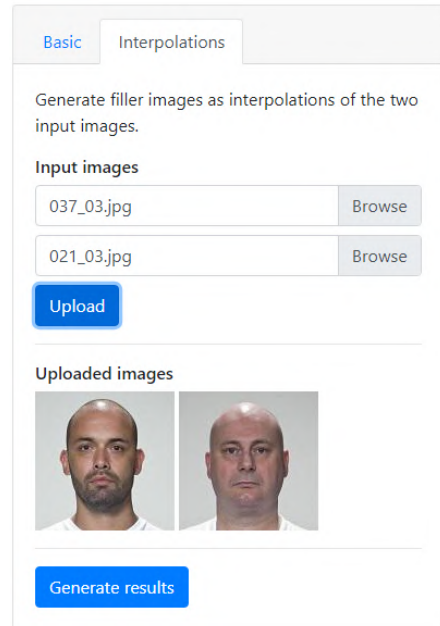 Basic Interpolations
Generate filler images as interpolations of the two
input images.
Input images
037_03.jpg Browse
021_03.jpg Browse
Upload
Uploaded images
Generate results